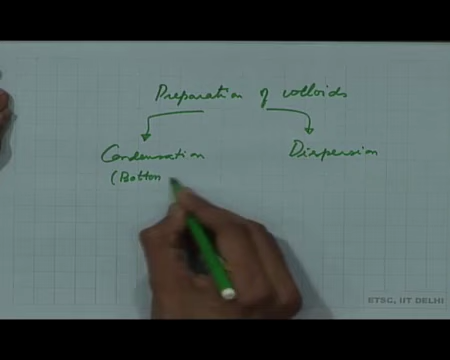 Preparation of colloids
Condensation Dispersion
(Bottom
ETSC, IIT DELHI